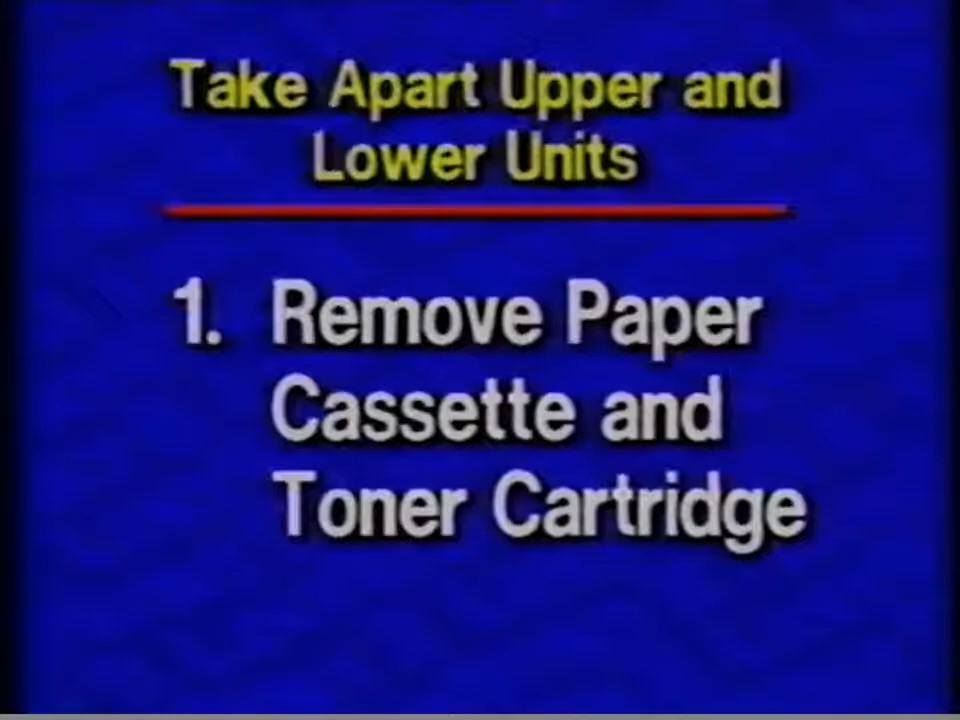 Take Apart Upper and
Lower Units
1. Remove Paper
Cassette and
Toner Cartridge